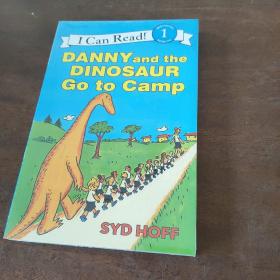 I Can Read!
1
DANNY and the
DINOSAUR
Go to Camp
SYD HOFF